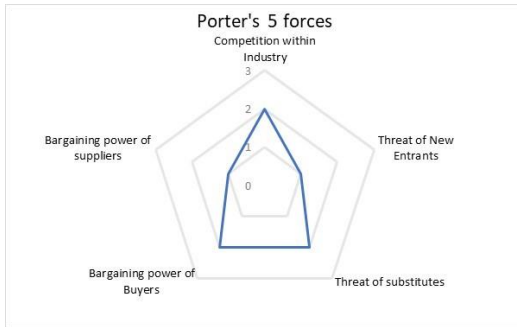 Porter's 5 forces
Competition within
Industry
3
2
1
0
Threat of New
Entrants
Threat of substitutes
Bargaining power of
Buyers
Bargaining power of
suppliers